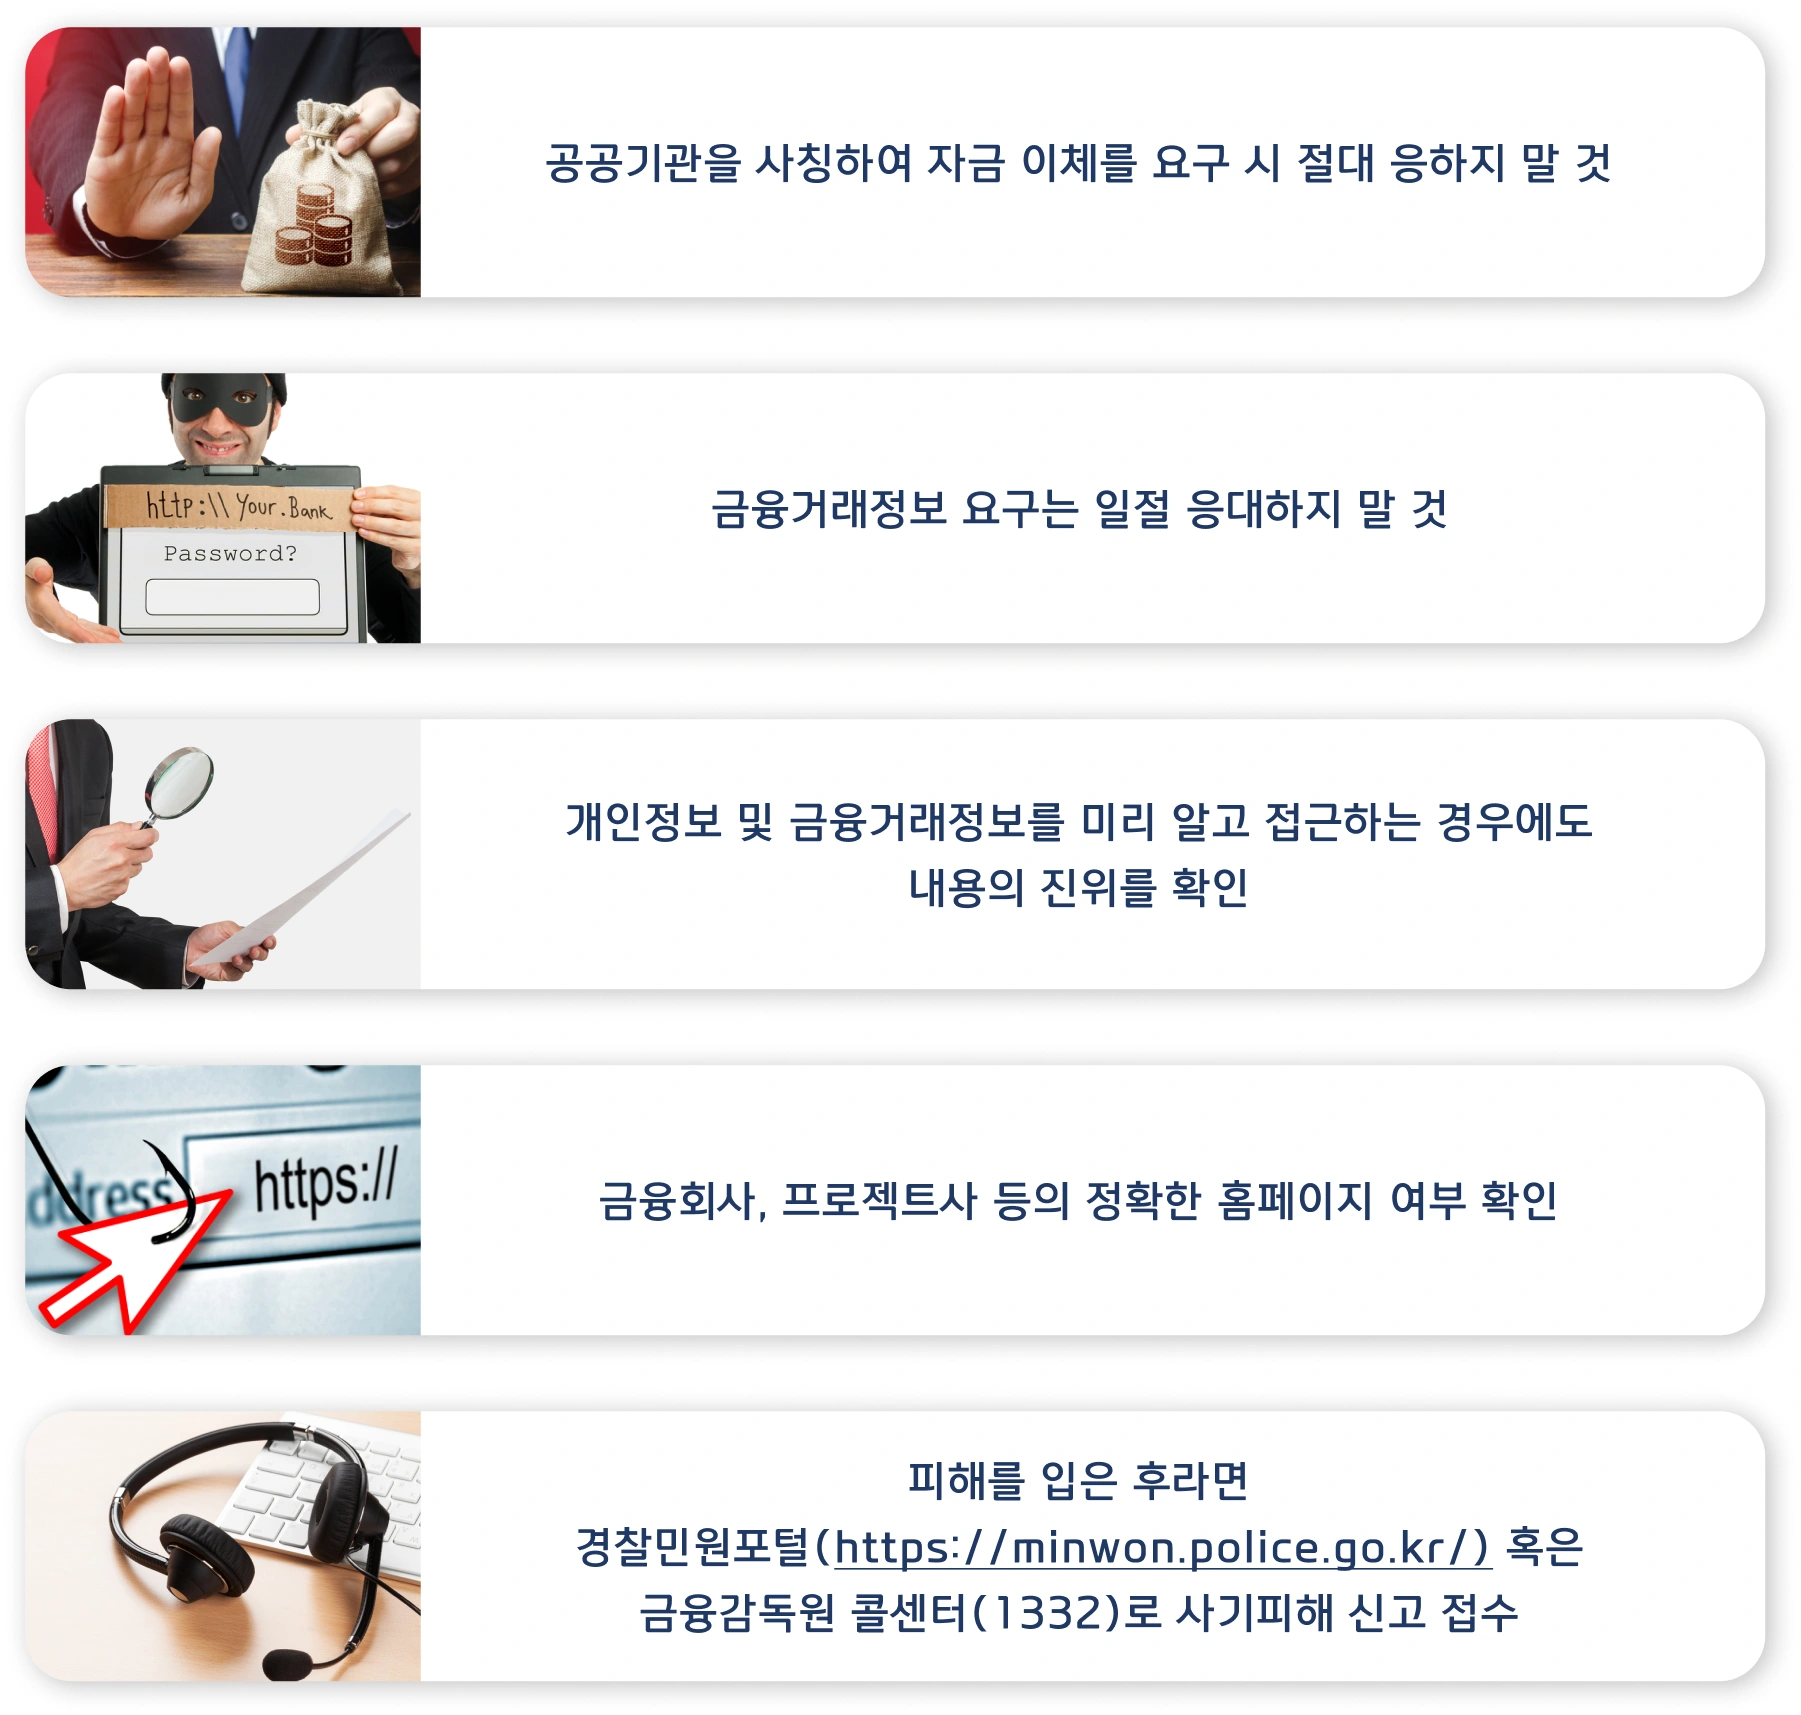 공공기관을 사칭하여 자금 이체를 요구 시 절대 응하지 말 것
http:\\ Your.Bank
Password?
금융거래정보 요구는 일절 응대하지 말 것
개인정보 및 금융거래정보를 미리 알고 접근하는 경우에도
내용의 진위를 확인
ddress
https://
금융회사, 프로젝트사 등의 정확한 홈페이지 여부 확인
피해를 입은 후라면
경찰민원포털(https://minwon.police.go.kr/) 혹은
금융감독원 콜센터(1332)로 사기피해 신고 접수